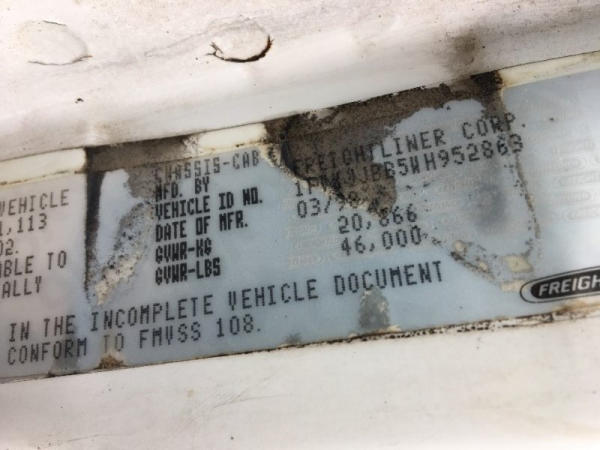 CHASSIS-CAB
MFD. BY FREIGHTLINER CORP.
VEHICLE ID NO.
DATE OF MFR. 03/98
GVWR-KG 20,866
GVWR-LBS 46,000
VEHICLE
1,113
02.
ABLE TO
ALLY
IN THE INCOMPLETE VEHICLE DOCUMENT
CONFORM TO FMVSS 108.
FREIGH